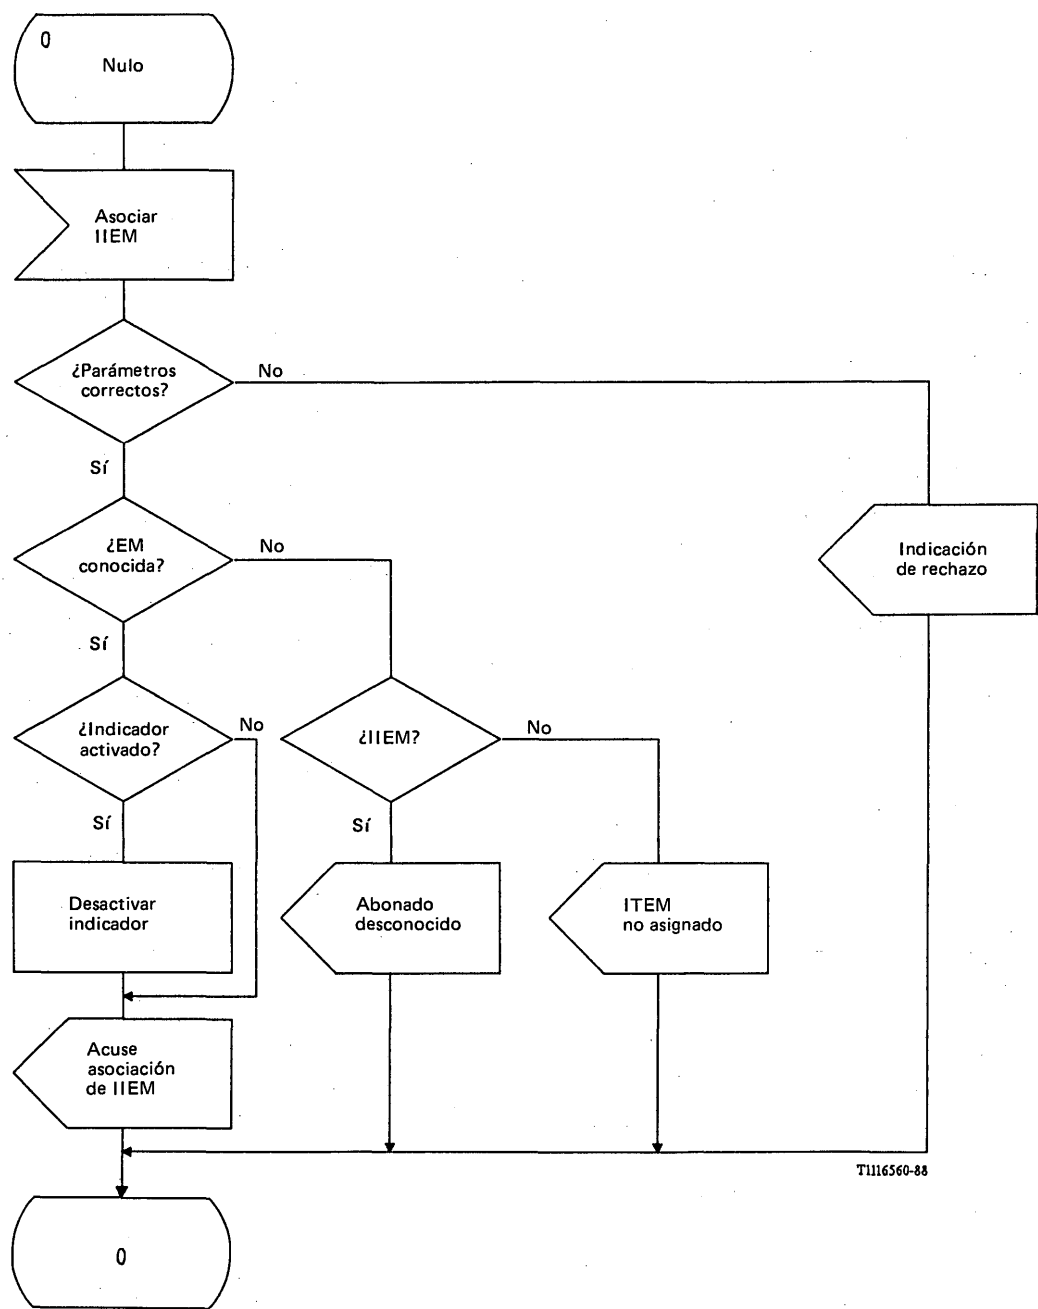 0
Nulo
Asociar
IIEM
¿Parámetros
correctos?
No
Sí
¿EM
conocida?
No
Indicación
de rechazo
Sí
¿Indicador
activado?
No
¿IIEM?
No
Sí
Sí
Desactivar
indicador
Abonado
desconocido
ITEM
no asignado
Acuse
asociación
de IIEM
T1116560-88
0